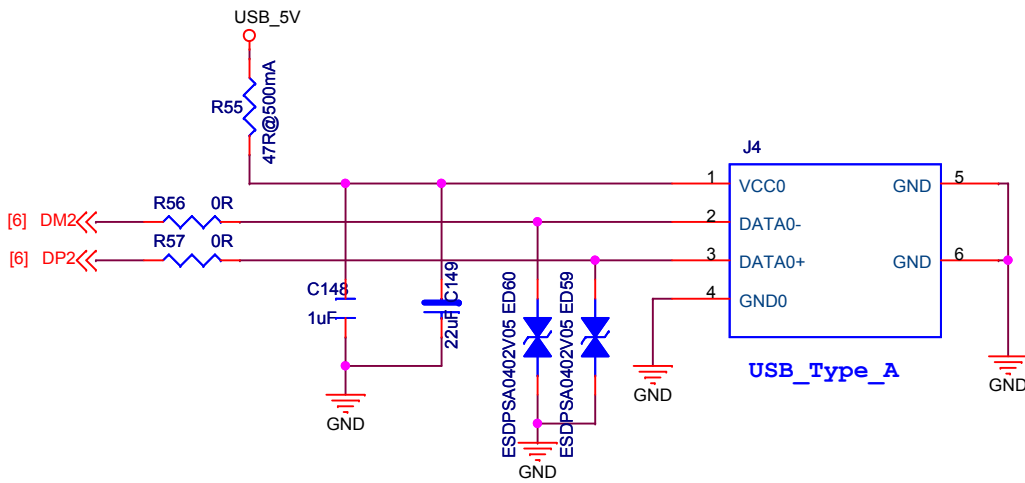 USB_5V
R55
47R@500mA
J4
1
VCC0
GND
5
[6]
DM2
R56
0R
2
DATA0-
[6]
DP2
R57
0R
3
DATA0+
GND
6
4
GND0
C148
1uF
22uF C149
ESDPSA0402V05 ED60
ESDPSA0402V05 ED59
USB_Type_A
GND
GND
GND
GND